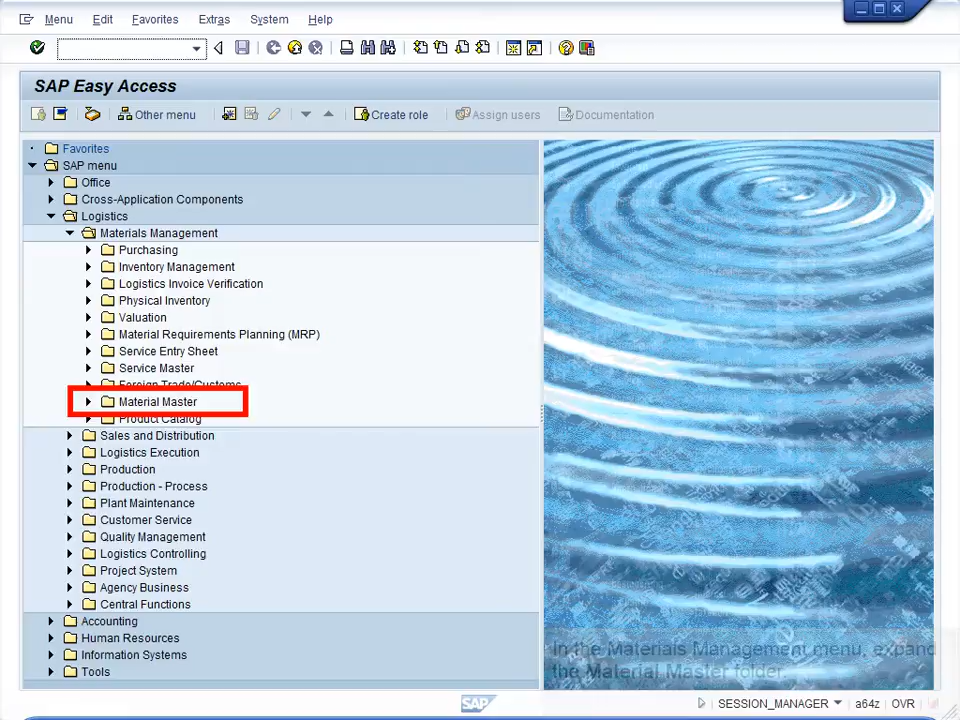 Menu Edit Favorites Extras System Help
SAP Easy Access
Other menu Create role Assign users Documentation
Favorites
SAP menu
Office
Cross-Application Components
Logistics
Materials Management
Purchasing
Inventory Management
Logistics Invoice Verification
Physical Inventory
Valuation
Material Requirements Planning (MRP)
Service Entry Sheet
Service Master
Foreign Trade/Customs
Material Master
Product Catalog
Sales and Distribution
Logistics Execution
Production
Production - Process
Plant Maintenance
Customer Service
Quality Management
Logistics Controlling
Project System
Agency Business
Central Functions
Accounting
Human Resources
Information Systems
Tools
In the Materials Management menu, expand
the Material Master folder.
SAP SESSION_MANAGER a64z OVR